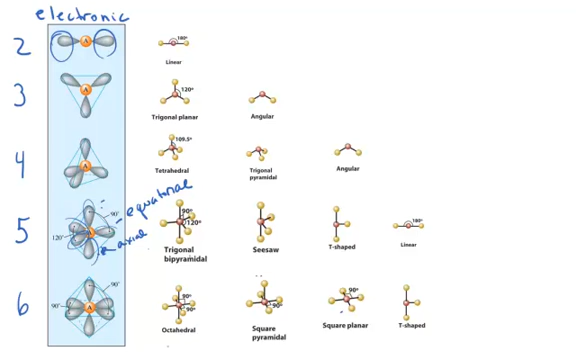 electronic
2
A
180°
Linear
3
A
120°
Trigonal planar
Angular
4
A
109.5°
Tetrahedral
Trigonal
pyramidal
Angular
equatorial
axial
5
90°
120°
90°
120°
Trigonal
bipyramidal
Seesaw
T-shaped
180°
Linear
6
90°
90°
A
90°
90°
Octahedral
90°
Square
pyramidal
90°
Square planar
T-shaped